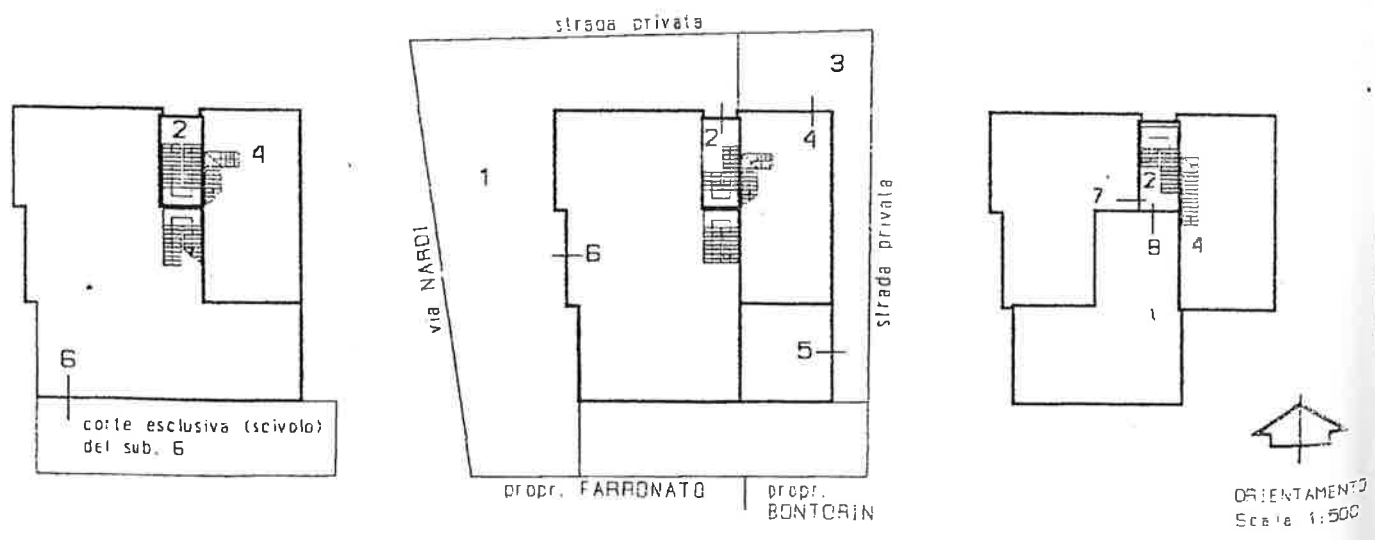 strada privata
3
2
4
6
corte esclusiva (scivolo)
del sub. 6
1
2
4
6
5
via NARDI
strada privata
propr. FARRONATO
propr.
BONTORIN
7
2
8
4
ORIENTAMENTO
Scala 1:500